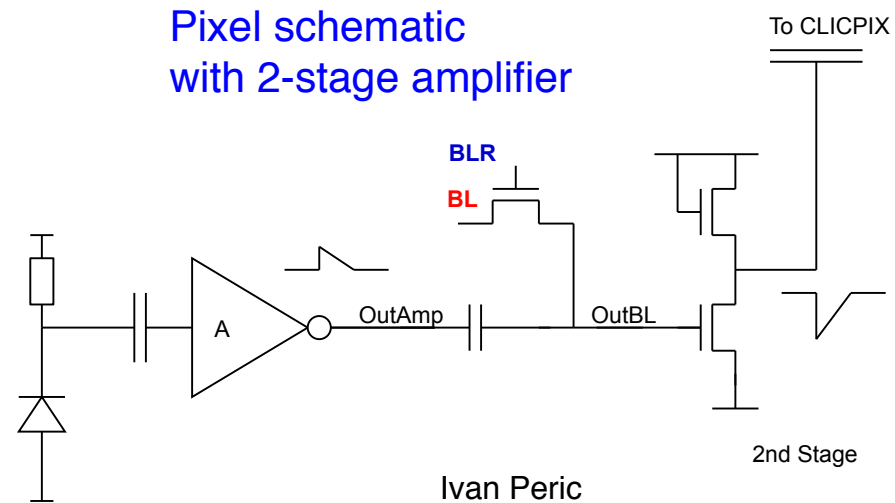 Pixel schematic
with 2-stage amplifier
To CLICPIX
BLR
BL
A
OutAmp
OutBL
2nd Stage
Ivan Peric